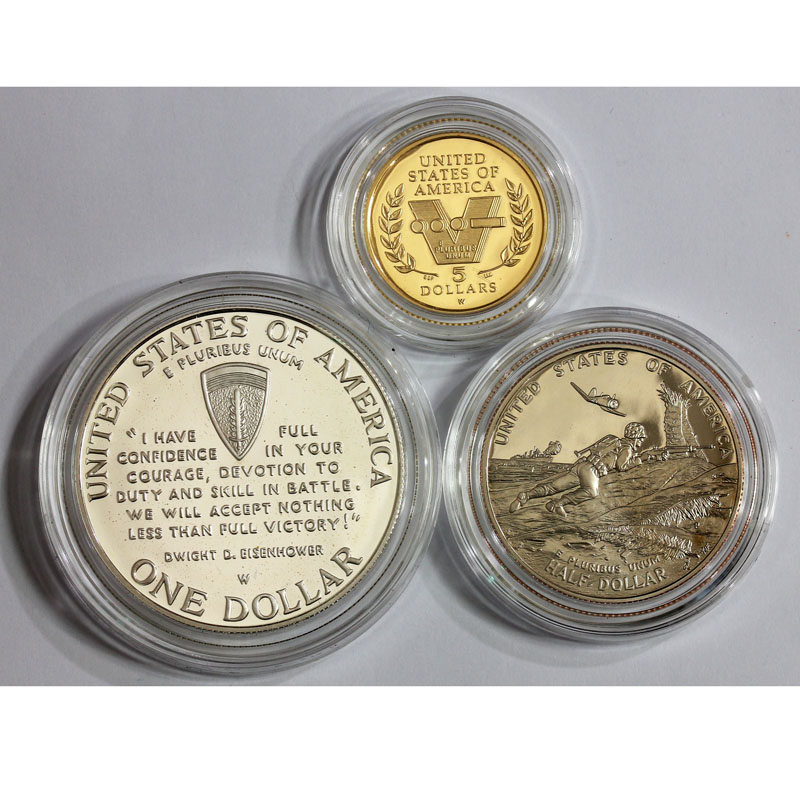 UNITED
STATES OF
AMERICA
E
PLURIBUS
UNUM
5
DOLLARS
W
UNITED STATES OF AMERICA
E PLURIBUS UNUM
"I HAVE FULL
CONFIDENCE IN YOUR
COURAGE, DEVOTION TO
DUTY AND SKILL IN BATTLE.
WE WILL ACCEPT NOTHING
LESS THAN FULL VICTORY!"
DWIGHT D. EISENHOWER
W
ONE DOLLAR
UNITED STATES OF AMERICA
E PLURIBUS UNUM
HALF DOLLAR